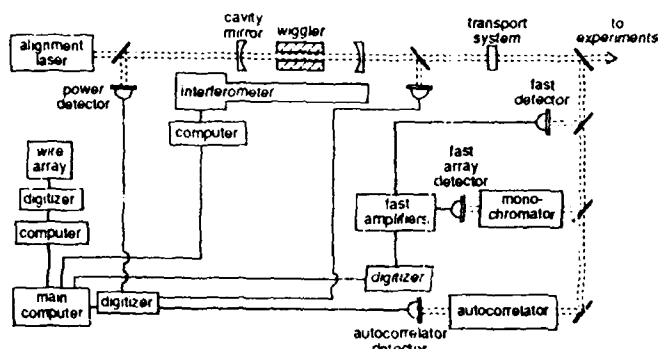 alignment
laser
cavity
mirror
wiggler
transport
system
to
experiments
power
detector
interferometer
computer
fast
detector
wire
array
digitizer
computer
fast
array
detector
fast
amplifiers
mono-
chromator
digitizer
main
computer
digitizer
autocorrelator
autocorrelator
detector